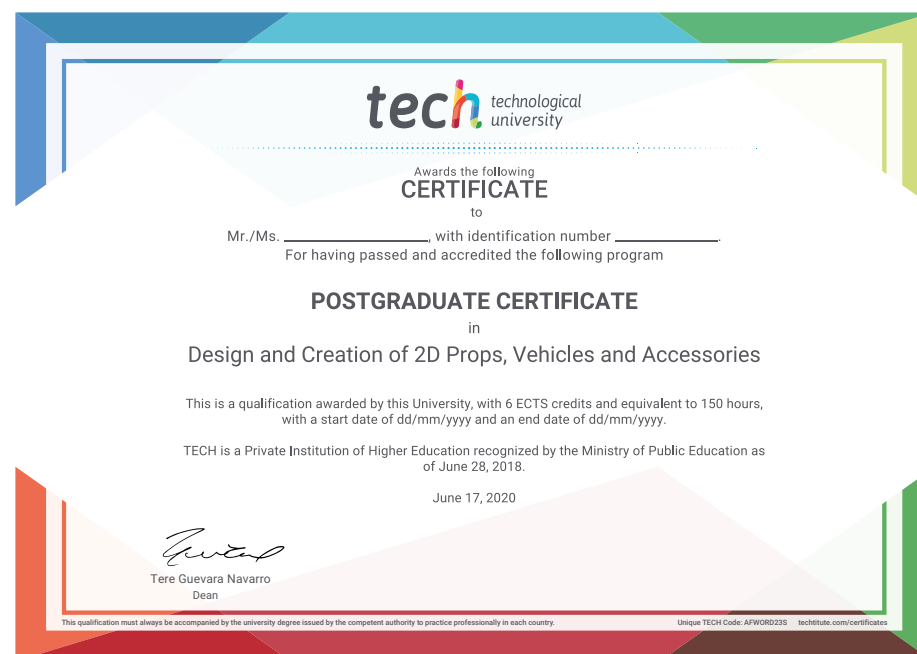 tech technological
university
Awards the following
CERTIFICATE
to
Mr./Ms. ____________________, with identification number ______________.
For having passed and accredited the following program
POSTGRADUATE CERTIFICATE
in
Design and Creation of 2D Props, Vehicles and Accessories
This is a qualification awarded by this University, with 6 ECTS credits and equivalent to 150 hours,
with a start date of dd/mm/yyyy and an end date of dd/mm/yyyy.
TECH is a Private Institution of Higher Education recognized by the Ministry of Public Education as
of June 28, 2018.
June 17, 2020
Tere Guevara Navarro
Dean
This qualification must always be accompanied by the university degree issued by the competent authority to practice professionally in each country. Unique TECH Code: AFWORD23S techtitute.com/certificates